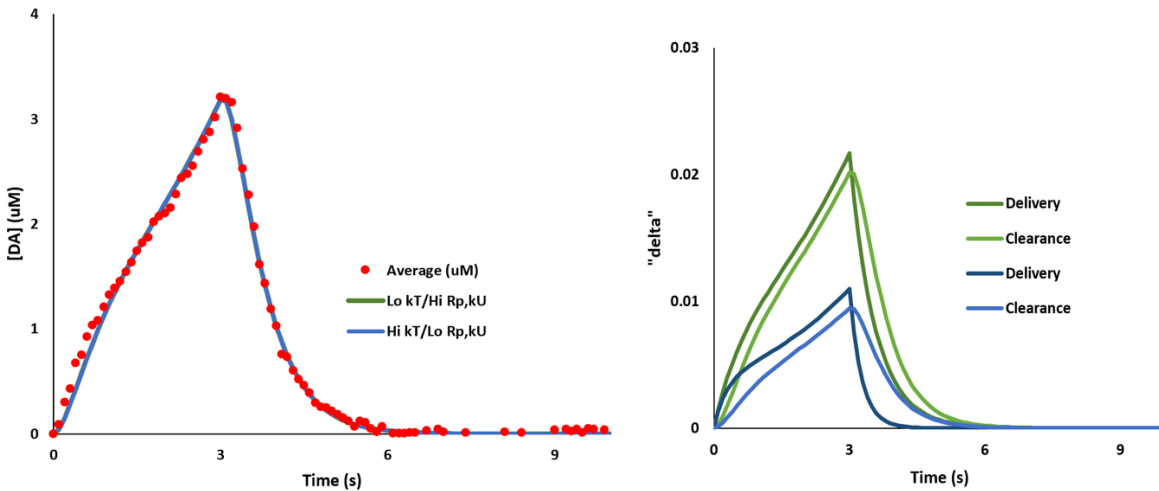 4
3
2
1
0
[DA] (uM)
0
3
6
9
Time (s)
Average (uM)
Lo kT/Hi Rp,kU
Hi kT/Lo Rp,kU
0.03
0.02
0.01
0
"delta"
0
3
6
9
Time (s)
Delivery
Clearance
Delivery
Clearance